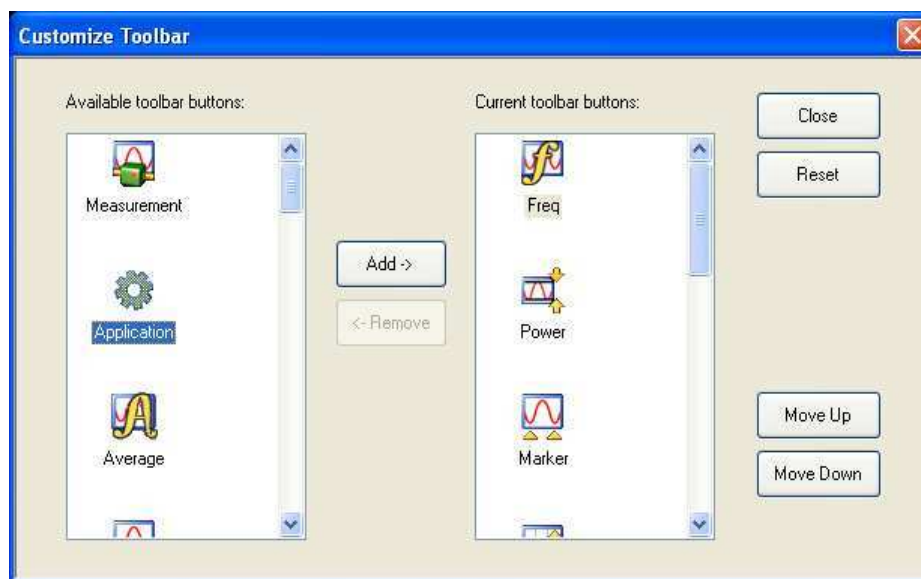 Customize Toolbar
Available toolbar buttons:
Measurement
Application
Average
Add ->
<- Remove
Current toolbar buttons:
Freq
Power
Marker
Close
Reset
Move Up
Move Down